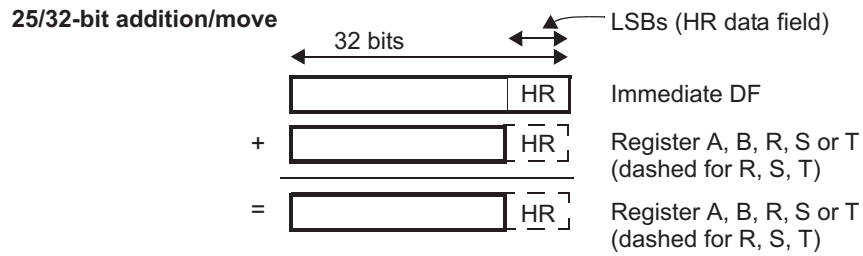 25/32-bit addition/move
LSBs (HR data field)
32 bits
HR
Immediate DF
+
HR
Register A, B, R, S or T
(dashed for R, S, T)
=
HR
Register A, B, R, S or T
(dashed for R, S, T)